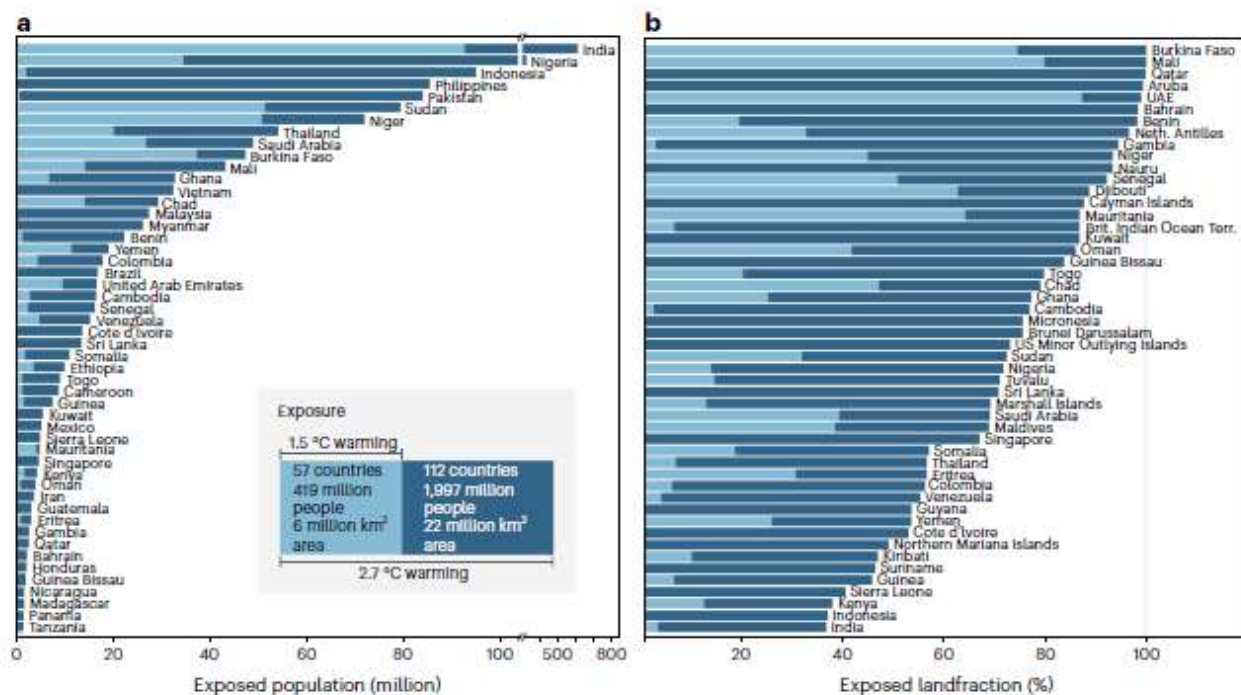 a
India
Nigeria
Indonesia
Philippines
Pakistan
Sudan
Niger
Thailand
Saudi Arabia
Burkina Faso
Mali
Ghana
Vietnam
Chad
Malaysia
Myanmar
Benin
Yemen
Colombia
Brazil
United Arab Emirates
Cambodia
Senegal
Venezuela
Cote d'Ivoire
Sri Lanka
Somalia
Ethiopia
Togo
Cameroon
Guinea
Kuwait
Mexico
Sierra Leone
Mauritania
Singapore
Kenya
Oman
Iran
Guatemala
Eritrea
Gambia
Qatar
Bahrain
Honduras
Guinea Bissau
Nicaragua
Madagascar
Panama
Tanzania
Exposure
1.5 °C warming
57 countries
419 million
people
6 million km²
area
112 countries
1,997 million
people
22 million km²
area
2.7 °C warming
0 20 40 60 80 100 500 800
Exposed population (million)
b
Burkina Faso
Mali
Qatar
Aruba
UAE
Bahrain
Benin
Neth. Antilles
Gambia
Niger
Nauru
Senegal
Djibouti
Cayman Islands
Mauritania
Brit. Indian Ocean Terr.
Kuwait
Oman
Guinea Bissau
Togo
Chad
Ghana
Cambodia
Micronesia
Brunei Darussalam
US Minor Outlying Islands
Sudan
Nigeria
Tuvalu
Sri Lanka
Marshall Islands
Saudi Arabia
Maldives
Singapore
Somalia
Thailand
Eritrea
Colombia
Venezuela
Guyana
Yemen
Cote d'Ivoire
Northern Mariana Islands
Kiribati
Suriname
Guinea
Sierra Leone
Kenya
Indonesia
India
20 40 60 80 100
Exposed landfraction (%)